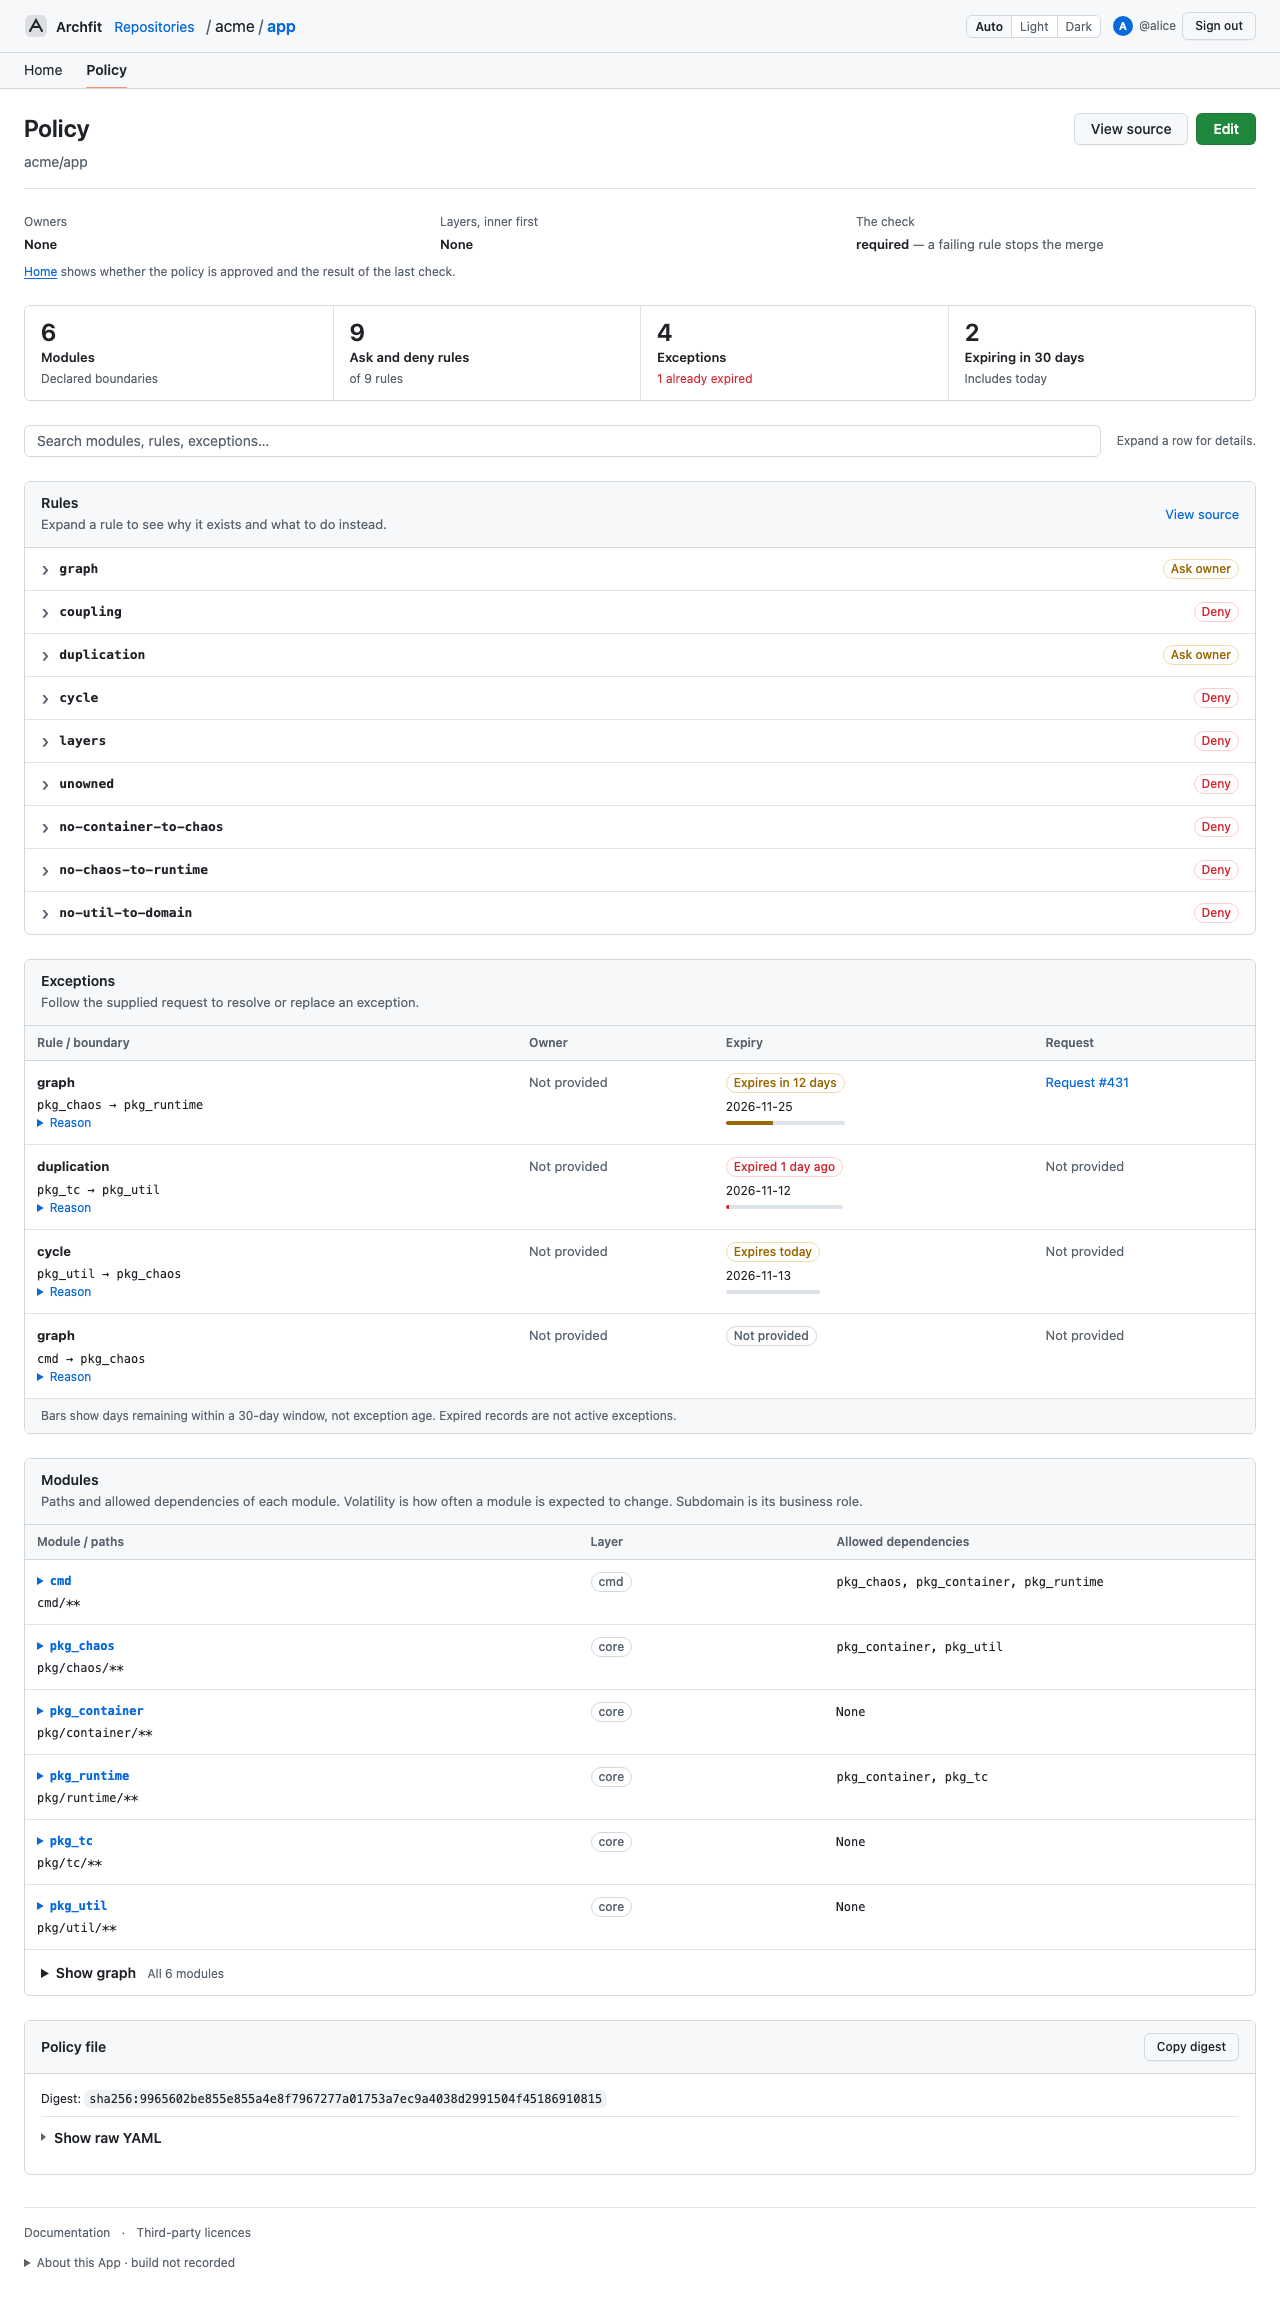 Archfit Repositories / acme / app
Auto Light Dark A @alice Sign out
Home Policy
Policy
View source Edit
acme/app
Owners Layers, inner first The check
None None required — a failing rule stops the merge
Home shows whether the policy is approved and the result of the last check.
6 9 4 2
Modules Ask and deny rules Exceptions Expiring in 30 days
Declared boundaries of 9 rules 1 already expired Includes today
Search modules, rules, exceptions... Expand a row for details.
Rules
Expand a rule to see why it exists and what to do instead.
View source
graph Ask owner
coupling Deny
duplication Ask owner
cycle Deny
layers Deny
unowned Deny
no-container-to-chaos Deny
no-chaos-to-runtime Deny
no-util-to-domain Deny
Exceptions
Follow the supplied request to resolve or replace an exception.
Rule / boundary Owner Expiry Request
graph Not provided Expires in 12 days Request #431
pkg_chaos → pkg_runtime 2026-11-25
Reason
duplication Not provided Expired 1 day ago Not provided
pkg_tc → pkg_util 2026-11-12
Reason
cycle Not provided Expires today Not provided
pkg_util → pkg_chaos 2026-11-13
Reason
graph Not provided Not provided Not provided
cmd → pkg_chaos
Reason
Bars show days remaining within a 30-day window, not exception age. Expired records are not active exceptions.
Modules
Paths and allowed dependencies of each module. Volatility is how often a module is expected to change. Subdomain is its business role.
Module / paths Layer Allowed dependencies
cmd cmd pkg_chaos, pkg_container, pkg_runtime
cmd/**
pkg_chaos core pkg_container, pkg_util
pkg/chaos/**
pkg_container core None
pkg/container/**
pkg_runtime core pkg_container, pkg_tc
pkg/runtime/**
pkg_tc core None
pkg/tc/**
pkg_util core None
pkg/util/**
Show graph All 6 modules
Policy file Copy digest
Digest: sha256:9965602be855e855a4e8f7967277a01753a7ec9a4038d2991504f45186910815
Show raw YAML
Documentation · Third-party licences
About this App · build not recorded